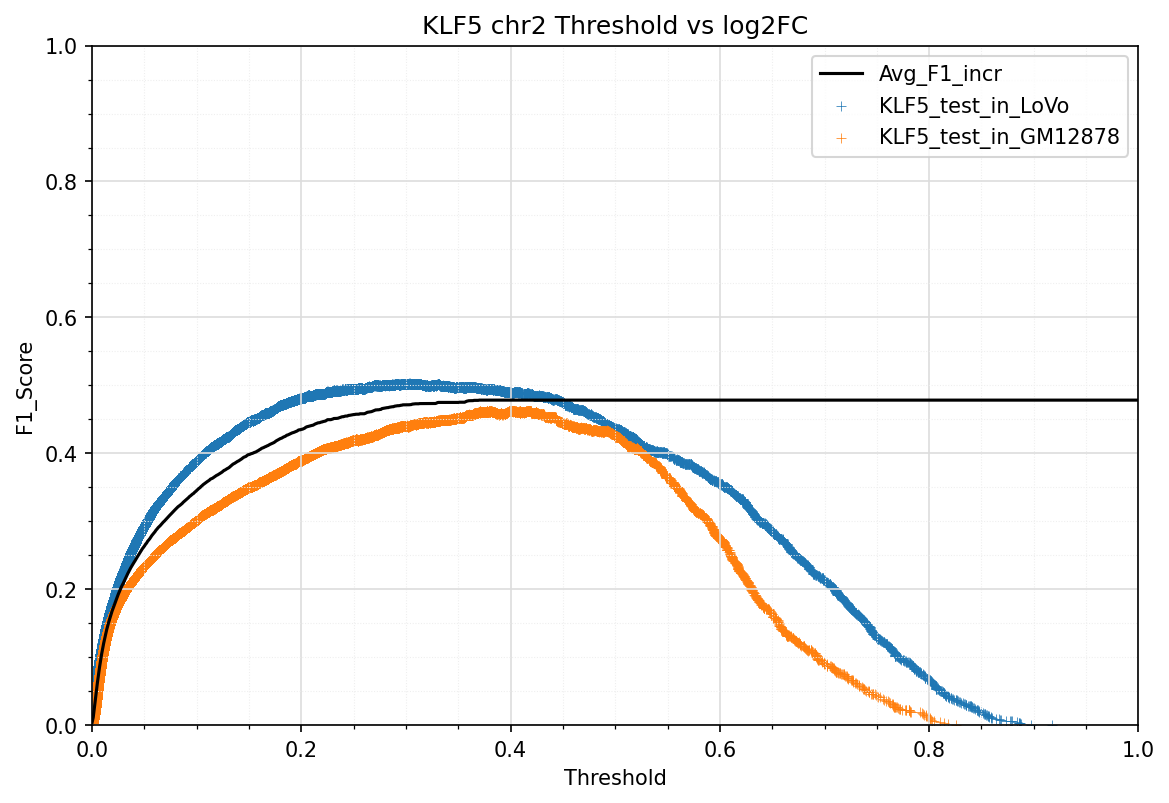 KLF5 chr2 Threshold vs log2FC
Avg_F1_incr
KLF5_test_in_LoVo
KLF5_test_in_GM12878
F1_Score
1.0
0.8
0.6
0.4
0.2
0.0
0.0 0.2 0.4 0.6 0.8 1.0
Threshold